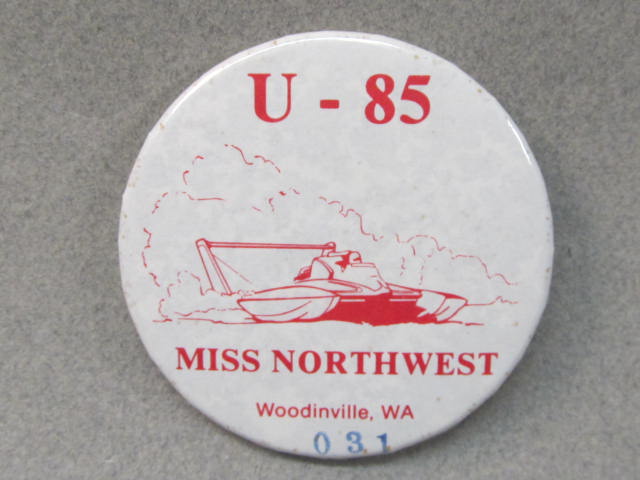 U - 85
MISS NORTHWEST
Woodinville, WA
031